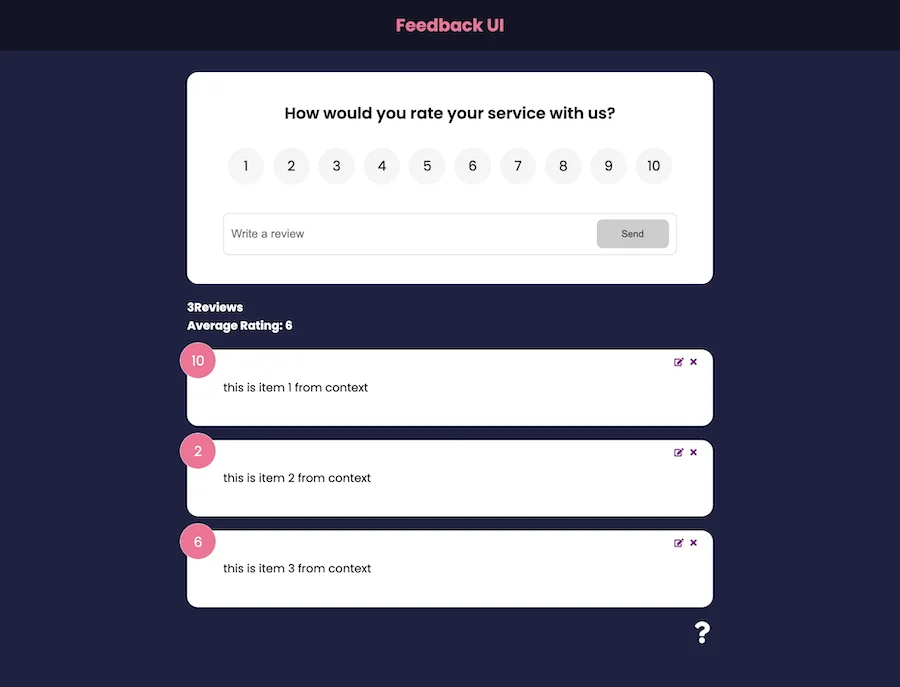 Feedback UI
How would you rate your service with us?
1 2 3 4 5 6 7 8 9 10
Write a review
Send
3Reviews
Average Rating: 6
10
this is item 1 from context
2
this is item 2 from context
6
this is item 3 from context
?